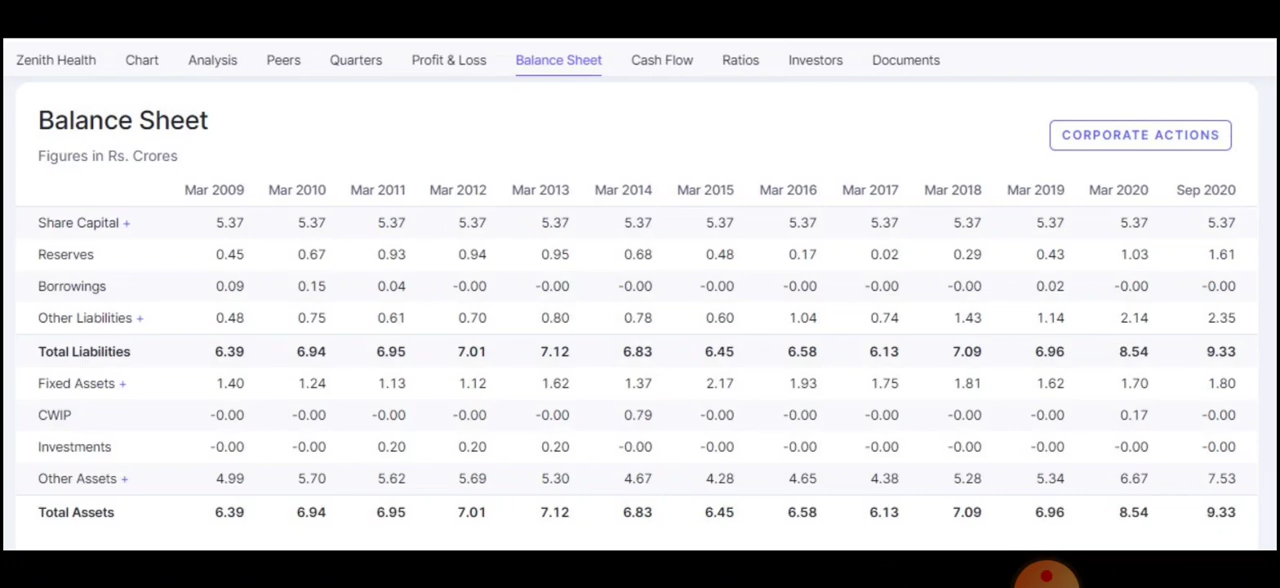 Zenith Health Chart Analysis Peers Quarters Profit & Loss Balance Sheet Cash Flow Ratios Investors Documents
Balance Sheet
CORPORATE ACTIONS
Figures in Rs. Crores
Mar 2009 Mar 2010 Mar 2011 Mar 2012 Mar 2013 Mar 2014 Mar 2015 Mar 2016 Mar 2017 Mar 2018 Mar 2019 Mar 2020 Sep 2020
Share Capital + 5.37 5.37 5.37 5.37 5.37 5.37 5.37 5.37 5.37 5.37 5.37 5.37 5.37
Reserves 0.45 0.67 0.93 0.94 0.95 0.68 0.48 0.17 0.02 0.29 0.43 1.03 1.61
Borrowings 0.09 0.15 0.04 -0.00 -0.00 -0.00 -0.00 -0.00 -0.00 -0.00 0.02 -0.00 -0.00
Other Liabilities + 0.48 0.75 0.61 0.70 0.80 0.78 0.60 1.04 0.74 1.43 1.14 2.14 2.35
Total Liabilities 6.39 6.94 6.95 7.01 7.12 6.83 6.45 6.58 6.13 7.09 6.96 8.54 9.33
Fixed Assets + 1.40 1.24 1.13 1.12 1.62 1.37 2.17 1.93 1.75 1.81 1.62 1.70 1.80
CWIP -0.00 -0.00 -0.00 -0.00 -0.00 0.79 -0.00 -0.00 -0.00 -0.00 -0.00 0.17 -0.00
Investments -0.00 -0.00 0.20 0.20 0.20 -0.00 -0.00 -0.00 -0.00 -0.00 -0.00 -0.00 -0.00
Other Assets + 4.99 5.70 5.62 5.69 5.30 4.67 4.28 4.65 4.38 5.28 5.34 6.67 7.53
Total Assets 6.39 6.94 6.95 7.01 7.12 6.83 6.45 6.58 6.13 7.09 6.96 8.54 9.33